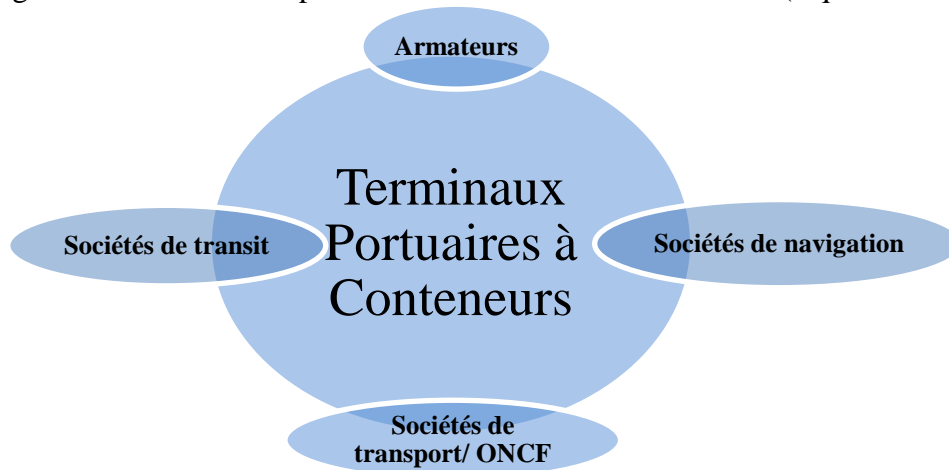 Armateurs
Terminaux
Portuaires à
Conteneurs
Sociétés de transit
Sociétés de navigation
Sociétés de
transport/ ONCF